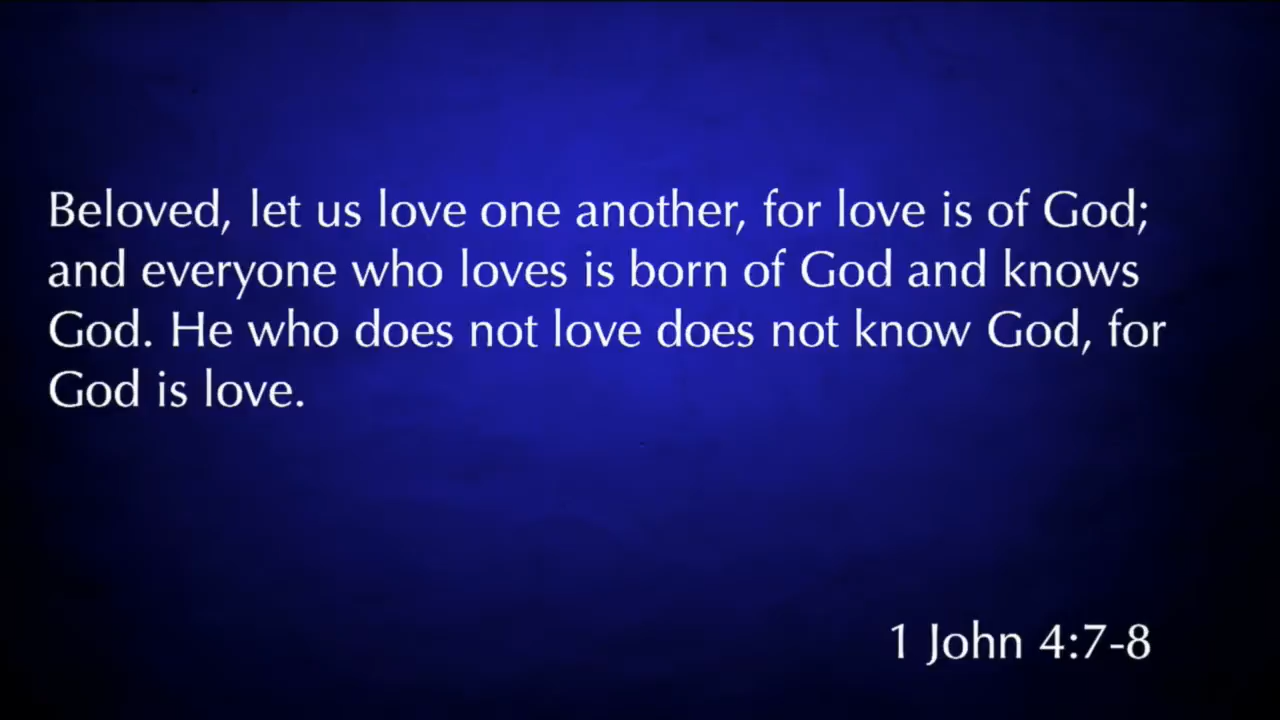 Beloved, let us love one another, for love is of God;
and everyone who loves is born of God and knows
God. He who does not love does not know God, for
God is love.
1 John 4:7-8